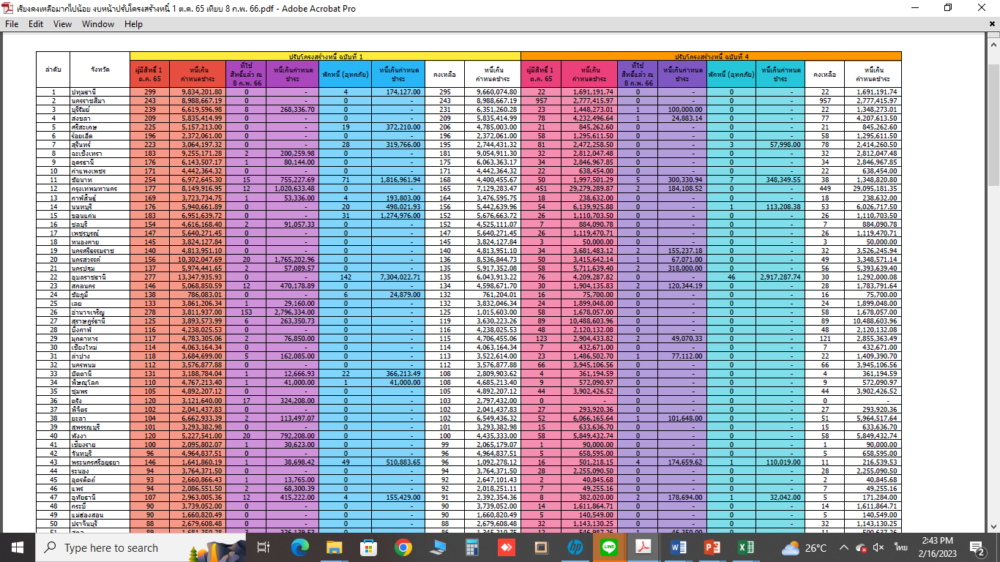 เรียงคงเหลือมากไปน้อย งบหน้าปรับโครงสร้างหนี้ 1 ต.ค. 65 เทียบ 8 ก.พ. 66.pdf - Adobe Acrobat Pro
File Edit View Window Help
ปรับโครงสร้างหนี้ ฉบับที่ 1 ปรับโครงสร้างหนี้ ฉบับที่ 4
ลำดับ จังหวัด ผู้มีสิทธิ์ 1 ต.ค. 65 หนี้เกินกำหนดชำระ ที่ใช้สิทธิ์แล้ว ณ 8 ก.พ. 66 หนี้เกินกำหนดชำระ พักหนี้ (อุทกภัย) หนี้เกินกำหนดชำระ คงเหลือ หนี้เกินกำหนดชำระ ผู้มีสิทธิ์ 1 ต.ค. 65 หนี้เกินกำหนดชำระ ที่ใช้สิทธิ์แล้ว ณ 8 ก.พ. 66 หนี้เกินกำหนดชำระ พักหนี้ (อุทกภัย) หนี้เกินกำหนดชำระ คงเหลือ หนี้เกินกำหนดชำระ
1 ปทุมธานี 299 9,834,201.80 0 - 4 174,127.00 295 9,660,074.80 22 1,691,191.74 0 - 0 - 22 1,691,191.74
2 นครราชสีมา 243 8,988,667.19 0 - 0 - 243 8,988,667.19 957 2,777,415.97 0 - 0 - 957 2,777,415.97
3 บุรีรัมย์ 239 6,619,596.98 8 268,336.70 0 - 231 6,351,260.28 23 1,448,273.01 1 100,000.00 0 - 22 1,348,273.01
4 สงขลา 209 5,835,414.99 0 - 0 - 209 5,835,414.99 78 4,232,496.64 1 24,883.14 0 - 77 4,207,613.50
5 ศรีสะเกษ 225 5,157,213.00 0 - 19 372,210.00 206 4,785,003.00 21 845,262.60 0 - 0 - 21 845,262.60
6 ร้อยเอ็ด 196 2,372,061.00 0 - 0 - 196 2,372,061.00 58 1,295,611.50 0 - 0 - 58 1,295,611.50
7 สุรินทร์ 223 3,064,197.32 0 - 28 319,766.00 195 2,744,431.32 81 2,472,258.50 0 - 3 57,998.00 78 2,414,260.50
8 ฉะเชิงเทรา 183 9,255,171.28 2 200,259.98 0 - 181 9,054,911.30 32 2,812,047.48 0 - 0 - 32 2,812,047.48
9 อุดรธานี 176 6,143,507.17 1 80,144.00 0 - 175 6,063,363.17 34 2,846,967.85 0 - 0 - 34 2,846,967.85
10 กำแพงเพชร 171 4,442,364.32 0 - 0 - 171 4,442,364.32 22 638,454.00 0 - 0 - 22 638,454.00
11 ชัยนาท 254 6,972,645.30 15 755,227.69 71 1,816,961.94 168 4,400,455.67 50 1,997,501.29 5 300,330.94 7 348,349.55 38 1,348,820.80
12 กรุงเทพมหานคร 177 8,149,916.95 12 1,020,633.48 0 - 165 7,129,283.47 451 29,279,289.87 2 184,108.52 0 - 449 29,095,181.35
13 กาฬสินธุ์ 169 3,723,734.75 1 53,336.00 4 193,803.00 164 3,476,595.75 18 238,632.00 0 - 0 - 18 238,632.00
14 นนทบุรี 176 5,940,661.89 0 - 20 498,021.93 156 5,442,639.96 54 6,139,925.88 0 - 1 113,208.38 53 6,026,717.50
15 ขอนแก่น 183 6,951,639.72 0 - 31 1,274,976.00 152 5,676,663.72 26 1,110,703.50 0 - 0 - 26 1,110,703.50
16 ชลบุรี 154 4,616,168.40 2 91,057.33 0 - 152 4,525,111.07 7 884,090.78 0 - 0 - 7 884,090.78
17 เพชรบูรณ์ 147 5,640,271.45 0 - 0 - 147 5,640,271.45 26 1,119,470.71 0 - 0 - 26 1,119,470.71
18 หนองคาย 145 3,824,127.84 0 - 0 - 145 3,824,127.84 3 50,000.00 0 - 0 - 3 50,000.00
19 นครศรีธรรมราช 140 4,813,951.10 0 - 0 - 140 4,813,951.10 34 3,681,483.12 2 155,237.18 0 - 32 3,526,245.94
20 นครสวรรค์ 156 10,302,047.69 20 1,765,202.96 0 - 136 8,536,844.73 50 3,415,642.14 1 67,071.00 0 - 49 3,348,571.14
21 นครปฐม 137 5,974,441.65 2 57,089.57 0 - 135 5,917,352.08 58 5,711,639.40 2 318,000.00 0 - 56 5,393,639.40
22 อุบลราชธานี 277 13,347,935.93 0 - 142 7,304,022.71 135 6,043,913.22 76 4,209,287.82 0 - 46 2,917,287.74 30 1,292,000.08
23 สกลนคร 146 5,068,850.59 12 470,178.89 0 - 134 4,598,671.70 30 1,904,135.83 2 120,344.19 0 - 28 1,783,791.64
24 ชัยภูมิ 138 786,083.01 0 - 6 24,879.00 132 761,204.01 16 75,700.00 0 - 0 - 16 75,700.00
25 เลย 133 3,861,206.34 1 29,160.00 0 - 132 3,832,046.34 24 1,899,048.00 0 - 0 - 24 1,899,048.00
26 อำนาจเจริญ 278 3,811,937.00 153 2,796,334.00 0 - 125 1,015,603.00 58 1,678,057.00 0 - 0 - 58 1,678,057.00
27 สุราษฎร์ธานี 125 3,893,573.99 6 263,350.73 0 - 119 3,630,223.26 89 10,488,603.96 0 - 0 - 89 10,488,603.96
28 บึงกาฬ 116 4,238,025.53 0 - 0 - 116 4,238,025.53 48 2,120,132.08 0 - 0 - 48 2,120,132.08
29 มุกดาหาร 117 4,783,305.06 2 76,850.00 0 - 115 4,706,455.06 123 2,904,433.82 2 49,070.33 0 - 121 2,855,363.49
30 เชียงใหม่ 114 4,063,164.34 0 - 0 - 114 4,063,164.34 7 432,671.00 0 - 0 - 7 432,671.00
31 ลำปาง 118 3,684,699.00 5 162,085.00 0 - 113 3,522,614.00 23 1,486,502.70 1 77,112.00 0 - 22 1,409,390.70
32 นครพนม 112 3,576,877.88 0 - 0 - 112 3,576,877.88 66 3,945,106.56 0 - 0 - 66 3,945,106.56
33 ปัตตานี 131 3,188,784.04 1 12,666.93 22 366,213.49 108 2,809,903.62 4 361,194.59 0 - 0 - 4 361,194.59
34 พิษณุโลก 110 4,767,213.40 1 41,000.00 1 41,000.00 108 4,685,213.40 9 572,090.97 0 - 0 - 9 572,090.97
35 ชุมพร 105 4,892,207.12 0 - 0 - 105 4,892,207.12 44 3,902,426.52 0 - 0 - 44 3,902,426.52
36 ตรัง 120 3,121,640.00 17 324,208.00 0 - 103 2,797,432.00 0 - 0 - 0 - 0 -
37 พิจิตร 102 2,041,437.83 0 - 0 - 102 2,041,437.83 27 293,920.36 0 - 0 - 27 293,920.36
38 ยะลา 104 6,662,933.39 2 113,497.07 0 - 102 6,549,436.32 52 6,066,165.64 1 101,648.00 0 - 51 5,964,517.64
39 สุพรรณบุรี 101 3,293,382.98 0 - 0 - 101 3,293,382.98 15 633,636.70 0 - 0 - 15 633,636.70
40 พังงา 120 5,227,541.00 20 792,208.00 0 - 100 4,435,333.00 58 5,849,432.74 0 - 0 - 58 5,849,432.74
41 เชียงราย 100 2,095,802.07 1 30,623.00 0 - 99 2,065,179.07 1 90,000.00 0 - 0 - 1 90,000.00
42 จันทบุรี 96 4,964,837.51 0 - 0 - 96 4,964,837.51 5 658,595.00 0 - 0 - 5 658,595.00
43 พระนครศรีอยุธยา 146 1,641,860.19 1 38,698.42 49 510,883.65 96 1,092,278.12 16 501,218.15 4 174,659.62 1 110,019.00 11 216,539.53
44 ระนอง 94 3,764,371.50 0 - 0 - 94 3,764,371.50 28 2,255,090.50 0 - 0 - 28 2,255,090.50
45 อุตรดิตถ์ 93 2,660,866.43 1 13,765.00 0 - 92 2,647,101.43 2 40,845.68 0 - 0 - 2 40,845.68
46 แพร่ 94 2,086,551.50 2 68,300.39 0 - 92 2,018,251.11 7 49,255.16 0 - 0 - 7 49,255.16
47 อุทัยธานี 107 2,963,005.36 12 415,222.00 4 155,429.00 91 2,392,354.36 8 382,020.00 2 178,694.00 1 32,042.00 5 171,284.00
48 กระบี่ 90 3,739,052.00 0 - 0 - 90 3,739,052.00 14 1,611,864.71 0 - 0 - 14 1,611,864.71
49 แม่ฮ่องสอน 90 1,660,820.49 0 - 0 - 90 1,660,820.49 5 140,549.00 0 - 0 - 5 140,549.00
50 ปราจีนบุรี 88 2,679,608.48 0 - 0 - 88 2,679,608.48 32 1,143,130.25 0 - 0 - 32 1,143,130.25
Type here to search
26°C ไทย 2:43 PM 2/16/2023 2